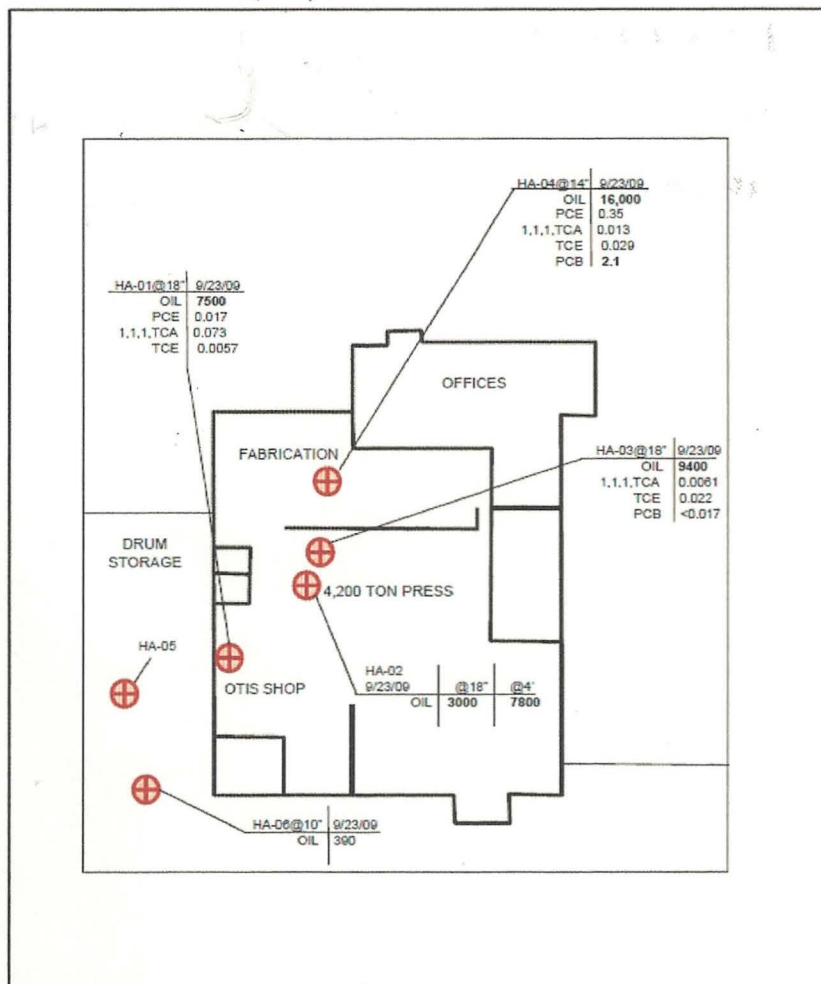 HA-04@14" 9/23/09
OIL 16,000
PCE 0.35
1,1,1,TCA 0.013
TCE 0.029
PCB 2.1
HA-01@18" 9/23/09
OIL 7500
PCE 0.017
1,1,1,TCA 0.073
TCE 0.0057
OFFICES
FABRICATION
HA-03@18" 9/23/09
OIL 9400
1,1,1,TCA 0.0061
TCE 0.022
PCB <0.017
DRUM
STORAGE
4,200 TON PRESS
HA-05
OTIS SHOP
HA-02
9/23/09 @18" @4'
OIL 3000 7800
HA-06@10" 9/23/09
OIL 390